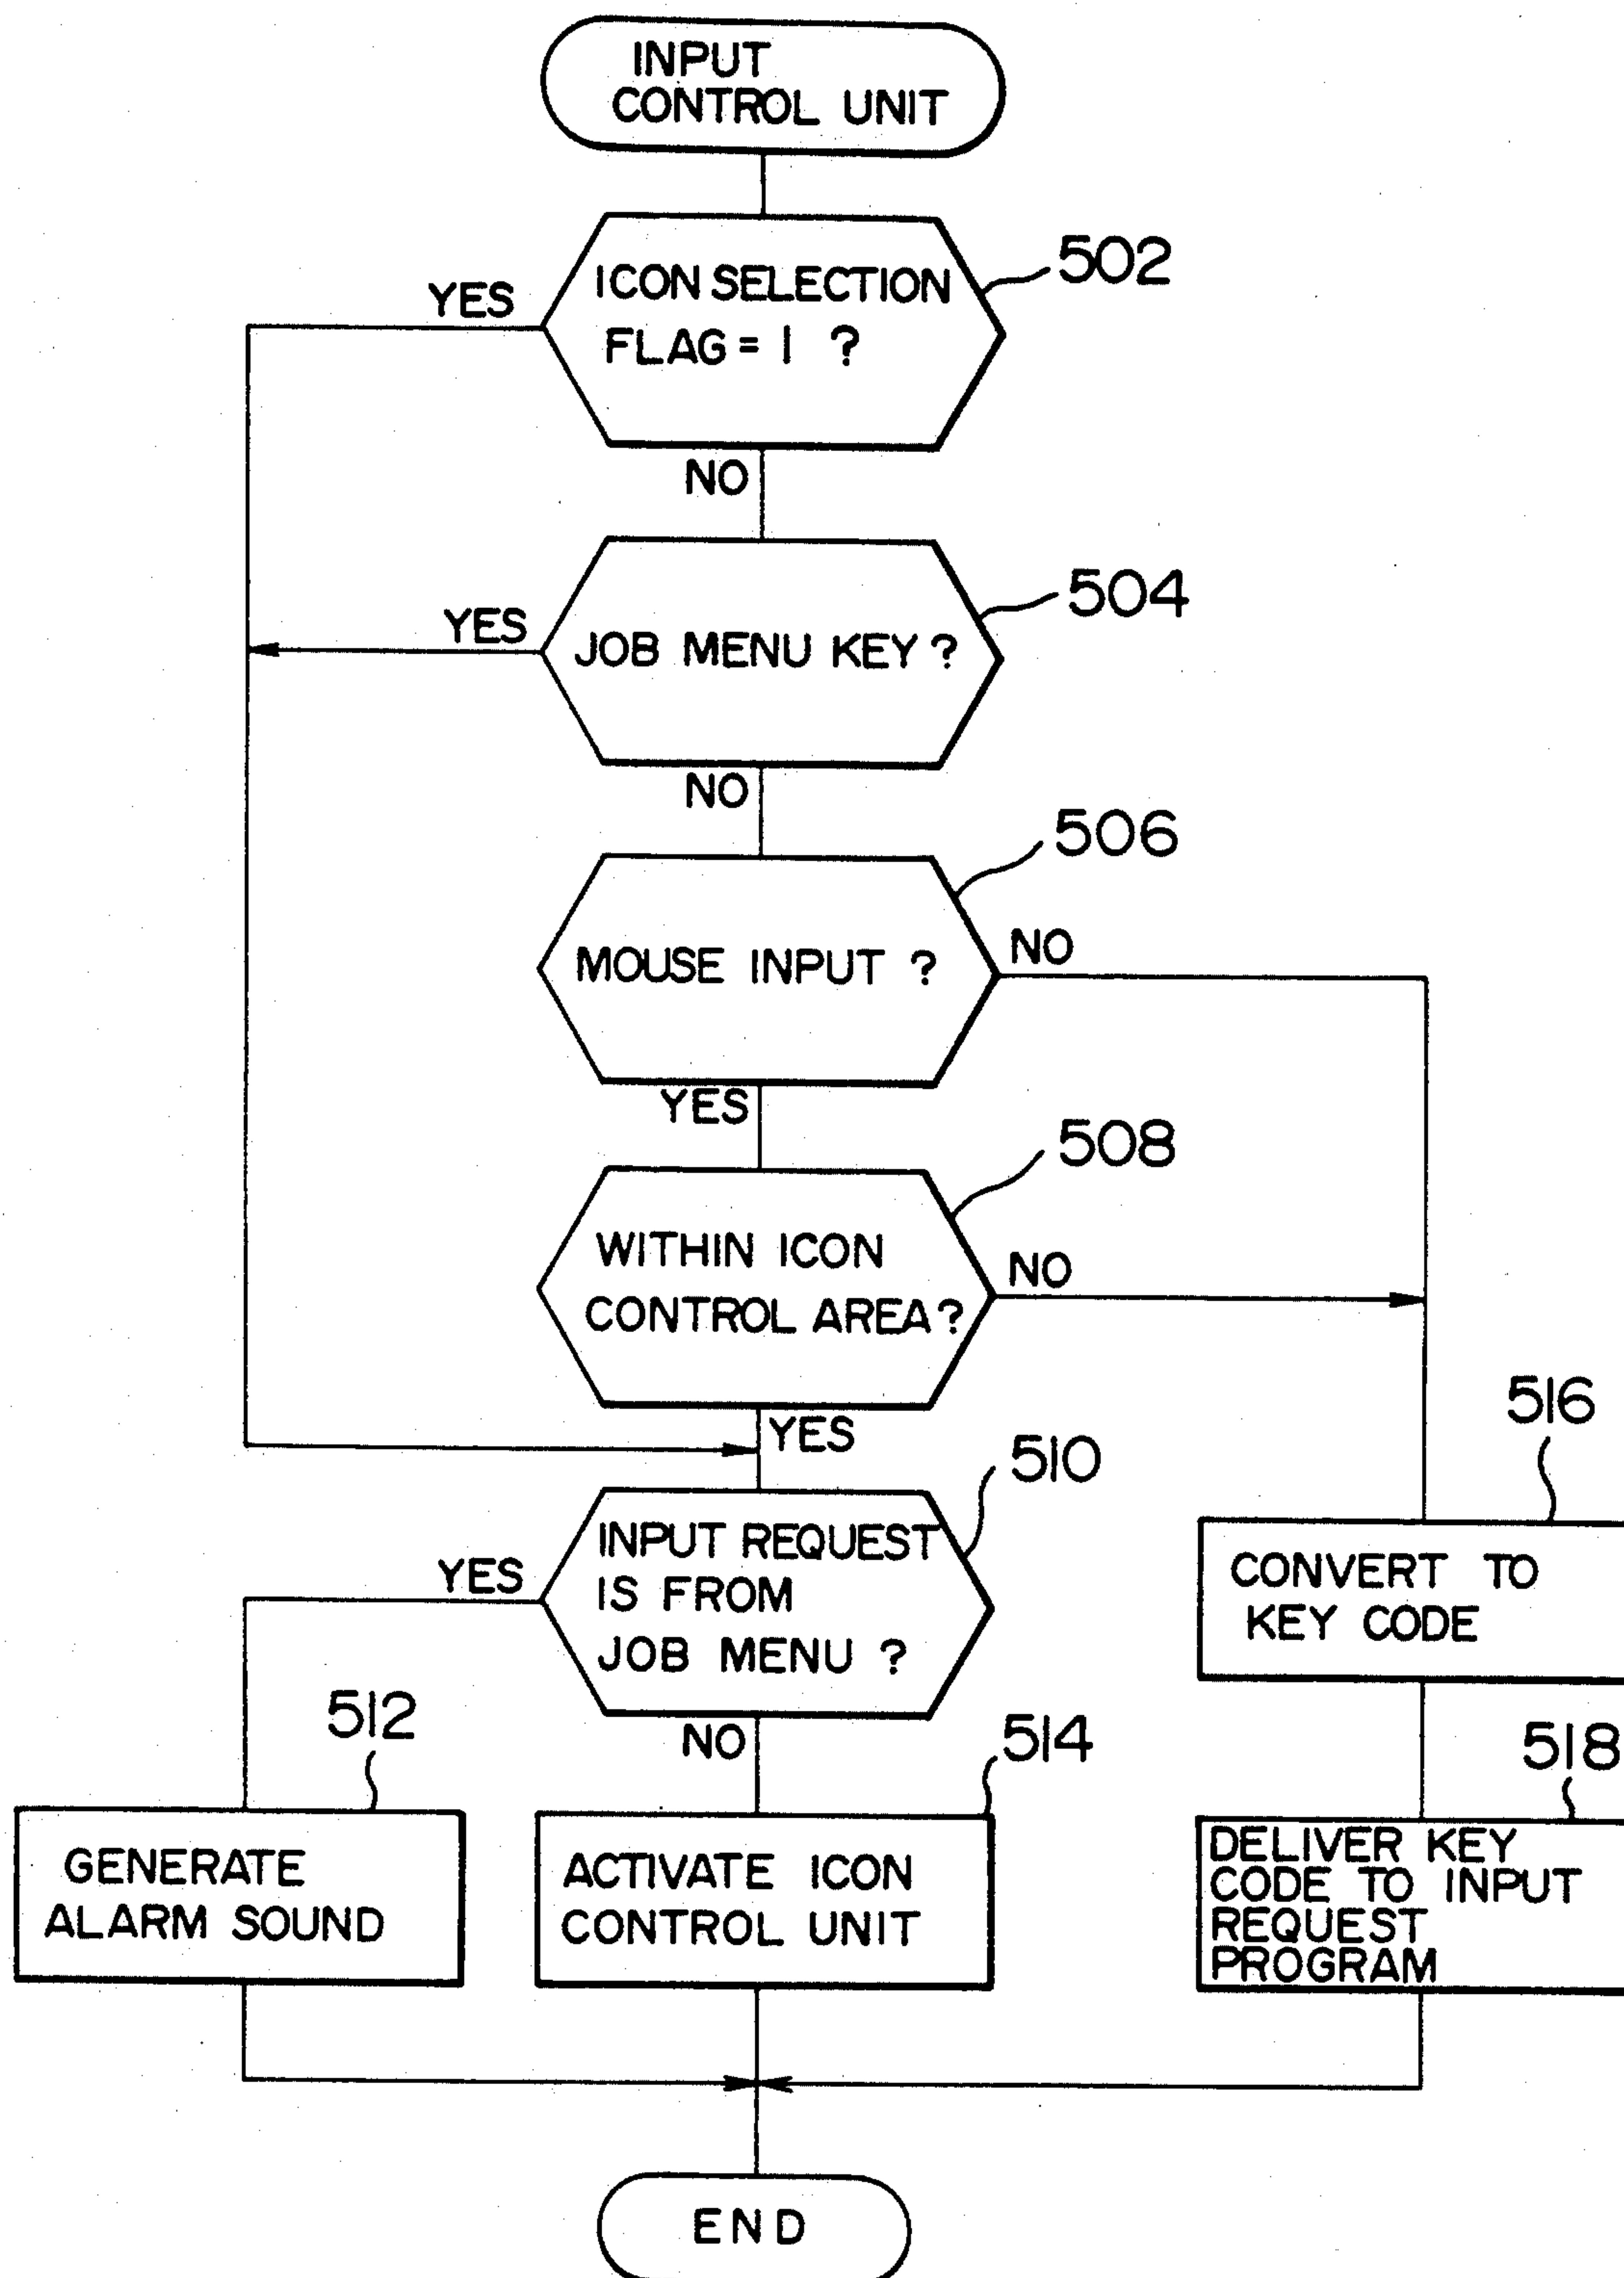 INPUT
CONTROL UNIT
502
YES
ICON SELECTION
FLAG = 1 ?
NO
504
YES
JOB MENU KEY ?
NO
506
MOUSE INPUT ?
NO
YES
508
WITHIN ICON
CONTROL AREA ?
NO
YES
516
510
INPUT REQUEST
IS FROM
JOB MENU ?
YES
CONVERT TO
KEY CODE
512
NO
514
518
GENERATE
ALARM SOUND
ACTIVATE ICON
CONTROL UNIT
DELIVER KEY
CODE TO INPUT
REQUEST
PROGRAM
END